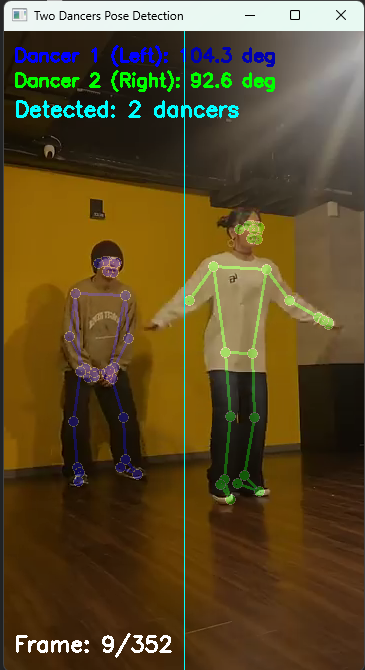 Two Dancers Pose Detection
Dancer 1 (Left): 104.3 deg
Dancer 2 (Right): 92.6 deg
Detected: 2 dancers
Frame: 9/352